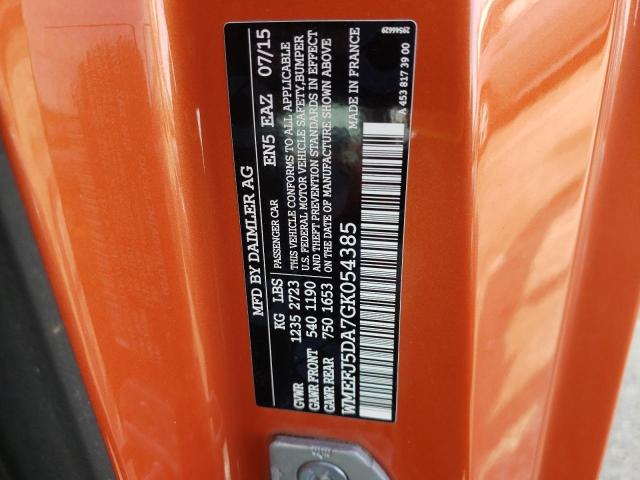 MFD BY DAIMLER AG EN5 EAZ 07/15
KG LBS PASSENGER CAR
GVWR 1235 2723
GAWR FRONT 540 1190
GAWR REAR 750 1653
THIS VEHICLE CONFORMS TO ALL APPLICABLE
U.S. FEDERAL MOTOR VEHICLE SAFETY,BUMPER
AND THEFT PREVENTION STANDARDS IN EFFECT
ON THE DATE OF MANUFACTURE SHOWN ABOVE
WMEFJ5DA7GK054385 MADE IN FRANCE
A 453 817 39 00
29546629